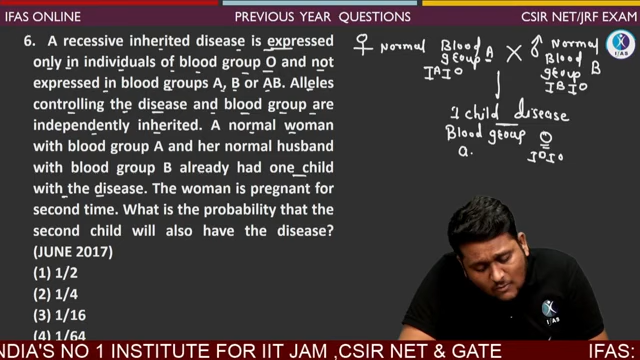 IFAS ONLINE PREVIOUS YEAR QUESTIONS CSIR NET/JRF EXAM
6. A recessive inherited disease is expressed
only in individuals of blood group O and not
expressed in blood groups A, B or AB. Alleles
controlling the disease and blood group are
independently inherited. A normal woman
with blood group A and her normal husband
with blood group B already had one child
with the disease. The woman is pregnant for
second time. What is the probability that the
second child will also have the disease?
(JUNE 2017)
(1) 1/2
(2) 1/4
(3) 1/16
(4) 1/64
♀ Normal Blood group A × ♂ Normal Blood group B
IAIO IBIO
1 child disease
Blood group O
a. IOIO
IFAS
INDIA'S NO 1 INSTITUTE FOR IIT JAM ,CSIR NET & GATE IFAS: